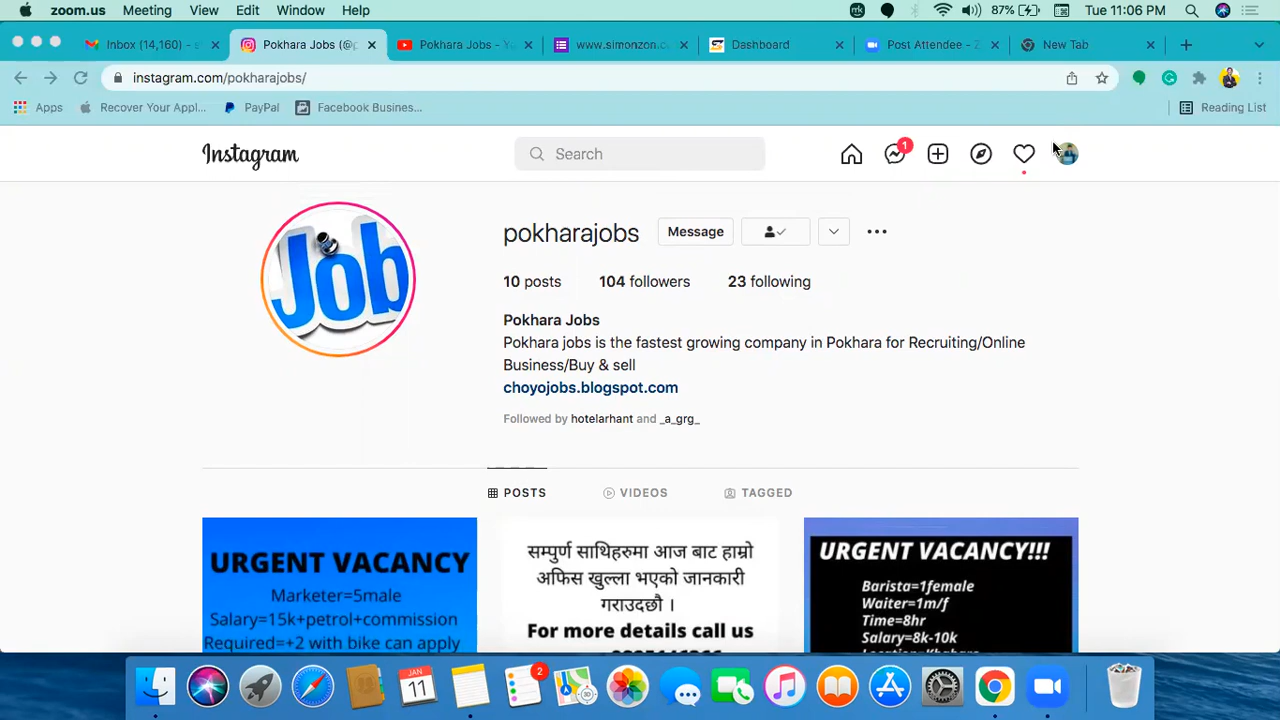 zoom.us Meeting View Edit Window Help 87% Tue 11:06 PM
Inbox (14,160) - e Pokhara Jobs (@p Pokhara Jobs - Y www.simonzon.c Dashboard Post Attendee - Z New Tab
instagram.com/pokharajobs/
Apps Recover Your Appl... PayPal Facebook Busines... Reading List
Instagram Search 1
pokharajobs Message
10 posts 104 followers 23 following
Pokhara Jobs
Pokhara jobs is the fastest growing company in Pokhara for Recruiting/Online
Business/Buy & sell
choyojobs.blogspot.com
Followed by hotelarhant and _a_grg_
POSTS VIDEOS TAGGED
Job
URGENT VACANCY
Marketer=5male
Salary=15k+petrol+commission
Required=+2 with bike can apply
सम्पुर्ण साथिहरुमा आज बाट हाम्रो
अफिस खुल्ला भएको जानकारी
गराउदछौ ।
For more details call us
URGENT VACANCY!!!
Barista=1female
Waiter=1m/f
Time=8hr
Salary=8k-10k
JAN
11
2